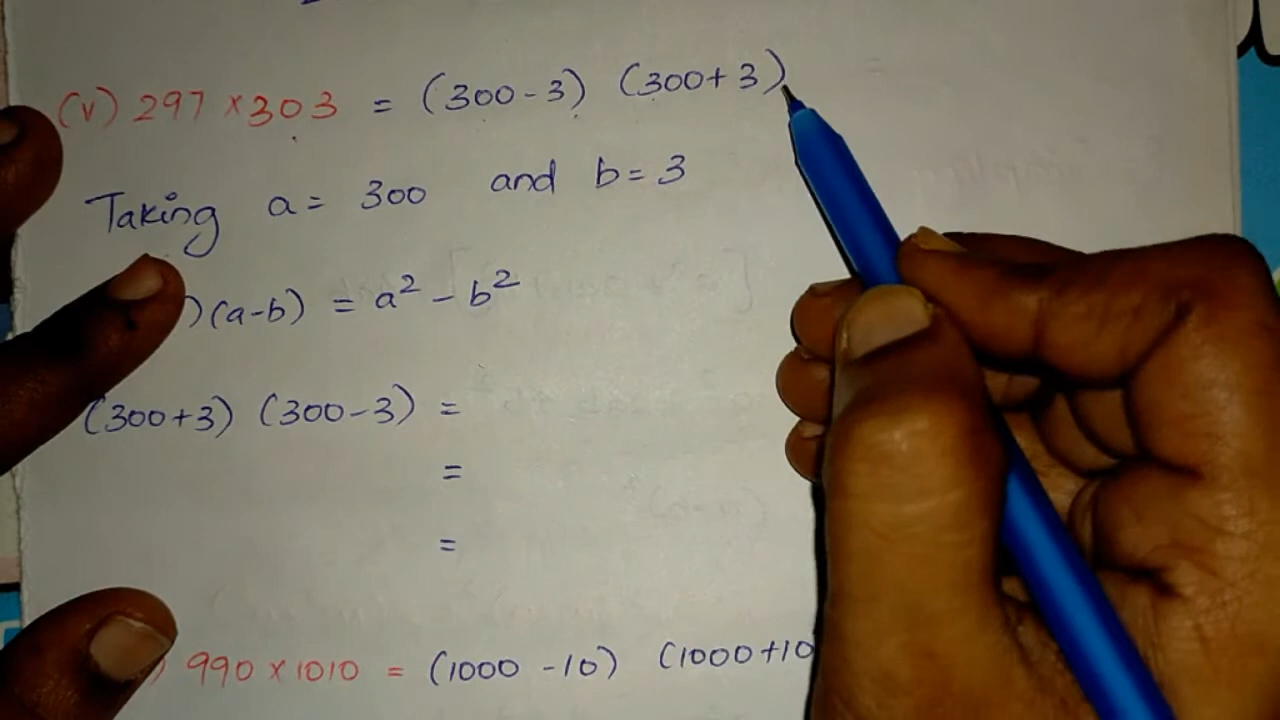 (v) 297 × 303 = (300 - 3) (300 + 3)
Taking a = 300 and b = 3
)(a-b) = a² - b²
(300+3) (300-3) =
=
=
) 990 × 1010 = (1000 - 10) (1000 + 10